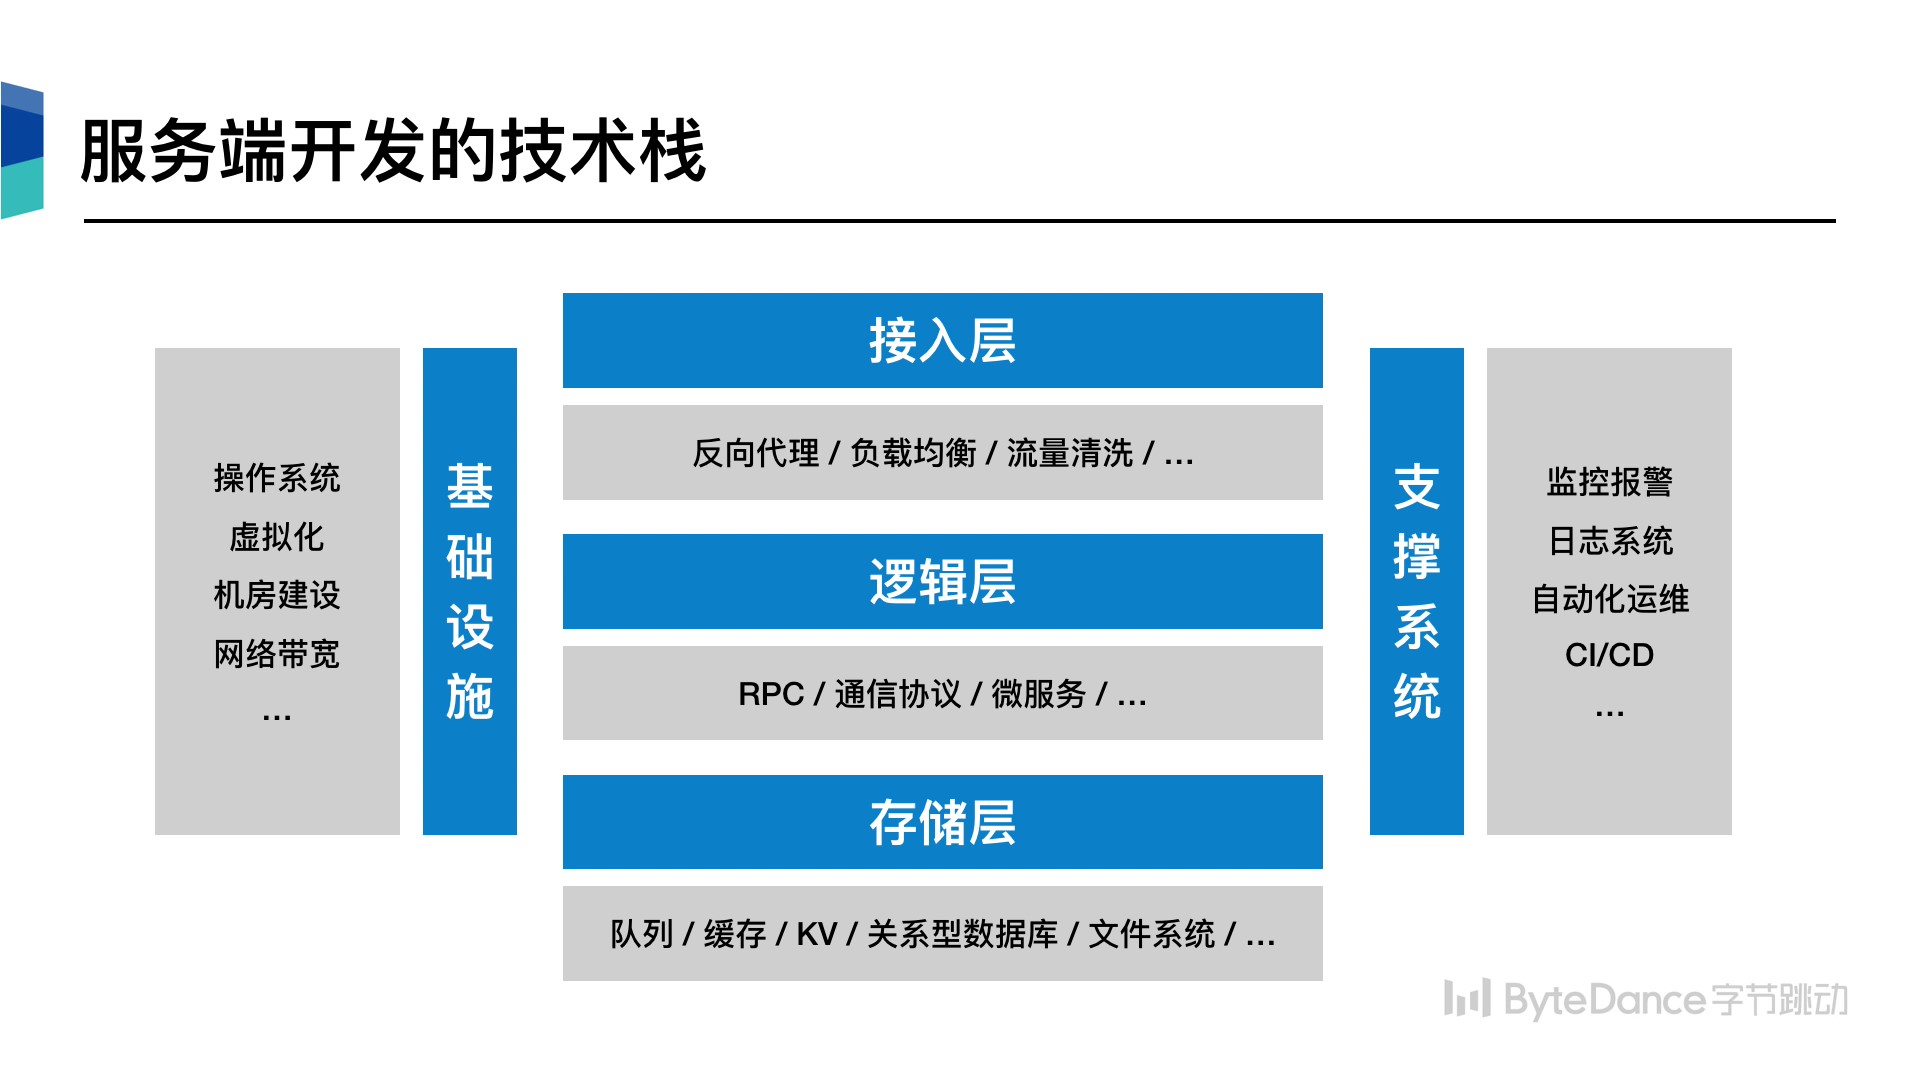 服务端开发的技术栈
操作系统
虚拟化
机房建设
网络带宽
...
基
础
设
施
接入层
反向代理 / 负载均衡 / 流量清洗 / ...
逻辑层
RPC / 通信协议 / 微服务 / ...
存储层
队列 / 缓存 / KV / 关系型数据库 / 文件系统 / ...
支
撑
系
统
监控报警
日志系统
自动化运维
CI/CD
...
ByteDance字节跳动